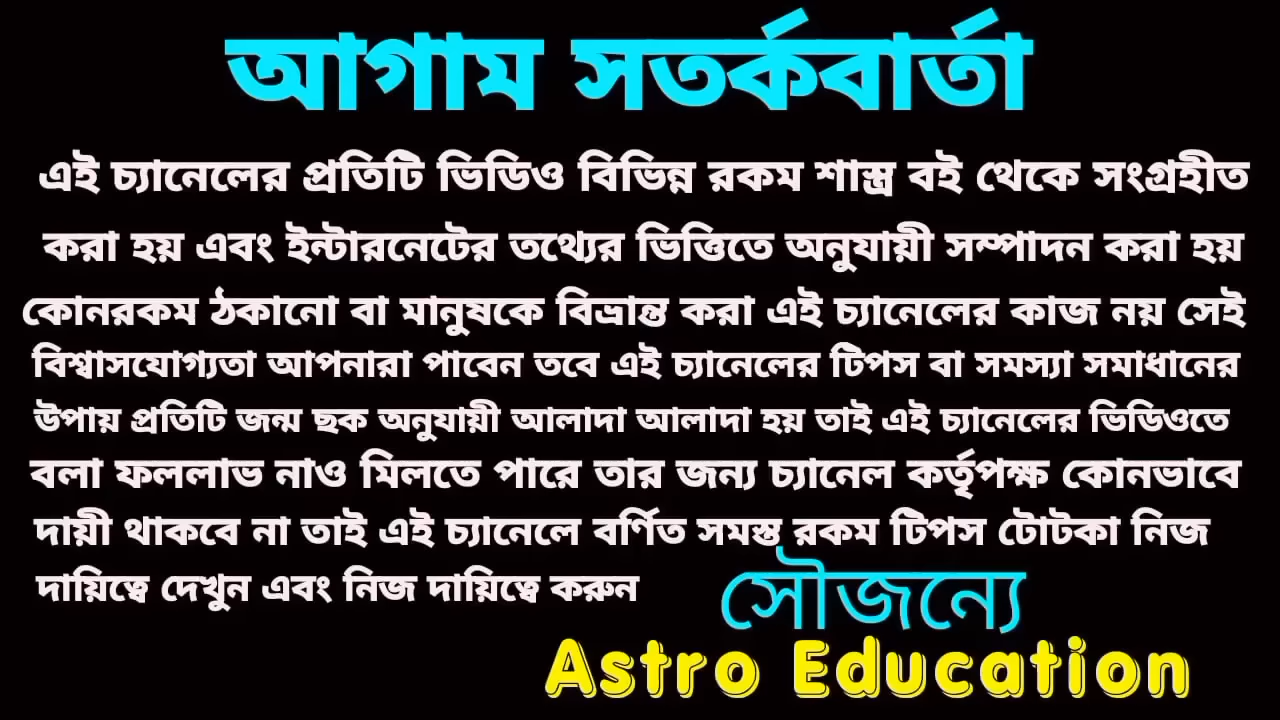 আগাম সতর্কবার্তা
এই চ্যানেলের প্রতিটি ভিডিও বিভিন্ন রকম শাস্ত্র বই থেকে সংগ্রহীত
করা হয় এবং ইন্টারনেটের তথ্যের ভিত্তিতে অনুযায়ী সম্পাদন করা হয়
কোনরকম ঠকানো বা মানুষকে বিভ্রান্ত করা এই চ্যানেলের কাজ নয় সেই
বিশ্বাসযোগ্যতা আপনারা পাবেন তবে এই চ্যানেলের টিপস বা সমস্যা সমাধানের
উপায় প্রতিটি জন্ম ছক অনুযায়ী আলাদা আলাদা হয় তাই এই চ্যানেলের ভিডিওতে
বলা ফললাভ নাও মিলতে পারে তার জন্য চ্যানেল কর্তৃপক্ষ কোনভাবে
দায়ী থাকবে না তাই এই চ্যানেলে বর্ণিত সমস্ত রকম টিপস টোটকা নিজ
দায়িত্বে দেখুন এবং নিজ দায়িত্বে করুন
সৌজন্যে
Astro Education